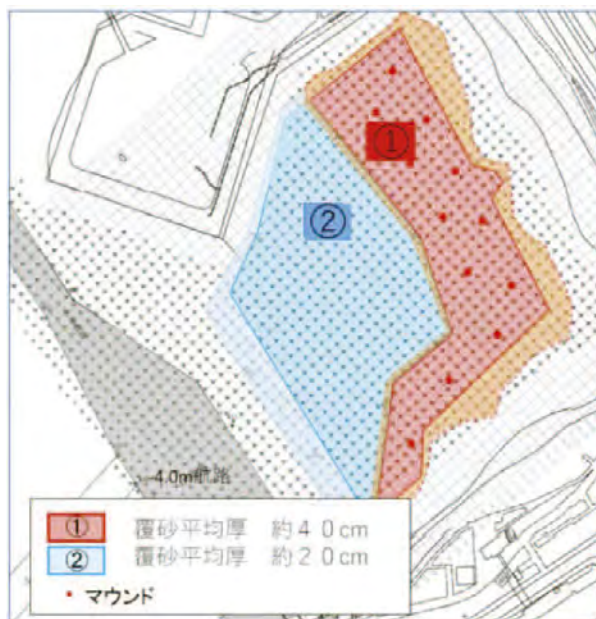 ①
②
-4.0m航路
① 覆砂平均厚 約40cm
② 覆砂平均厚 約20cm
・ マウンド